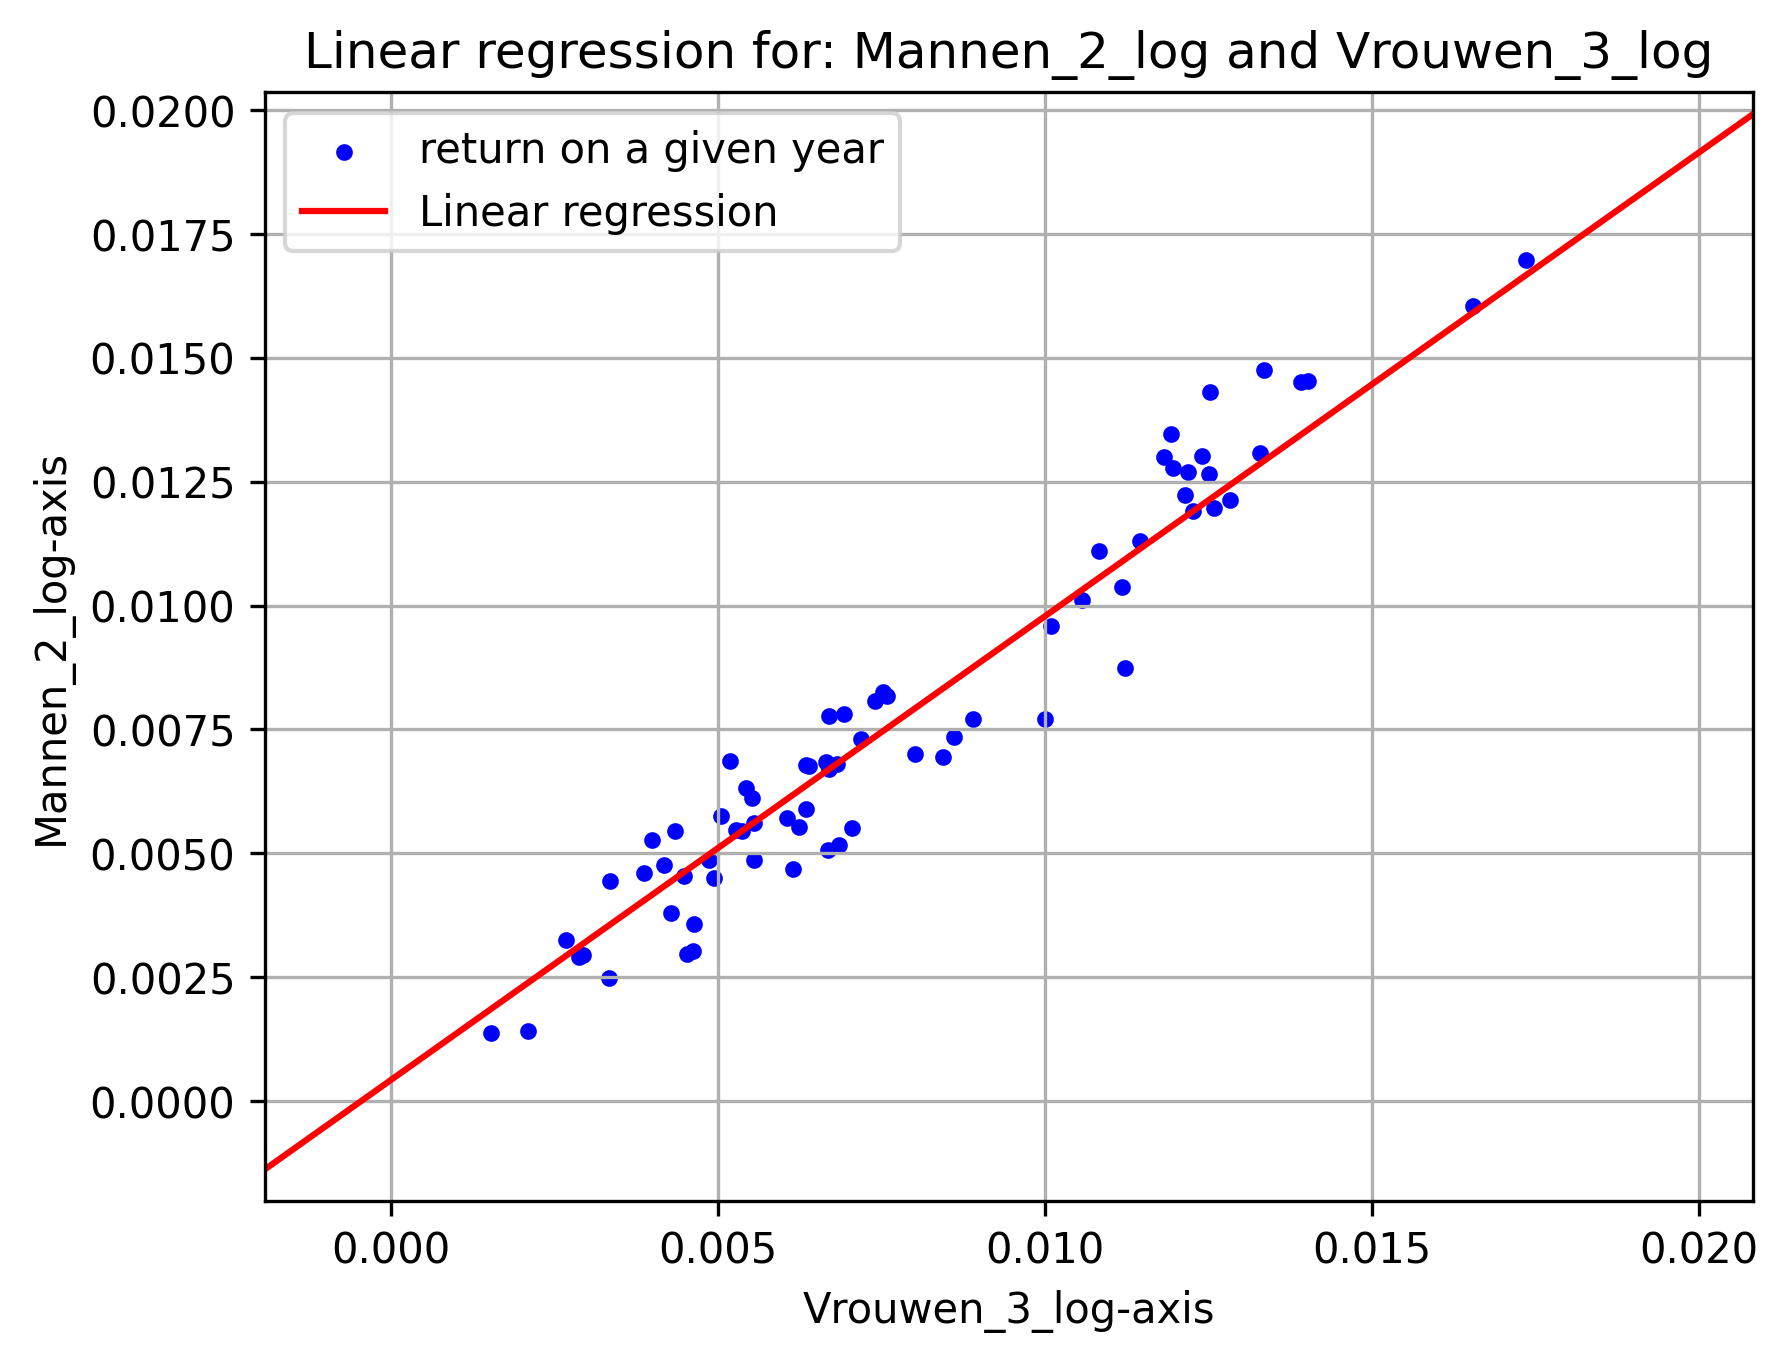 Linear regression for: Mannen_2_log and Vrouwen_3_log
return on a given year
Linear regression
0.0200
0.0175
0.0150
0.0125
0.0100
0.0075
0.0050
0.0025
0.0000
Mannen_2_log-axis
0.000 0.005 0.010 0.015 0.020
Vrouwen_3_log-axis